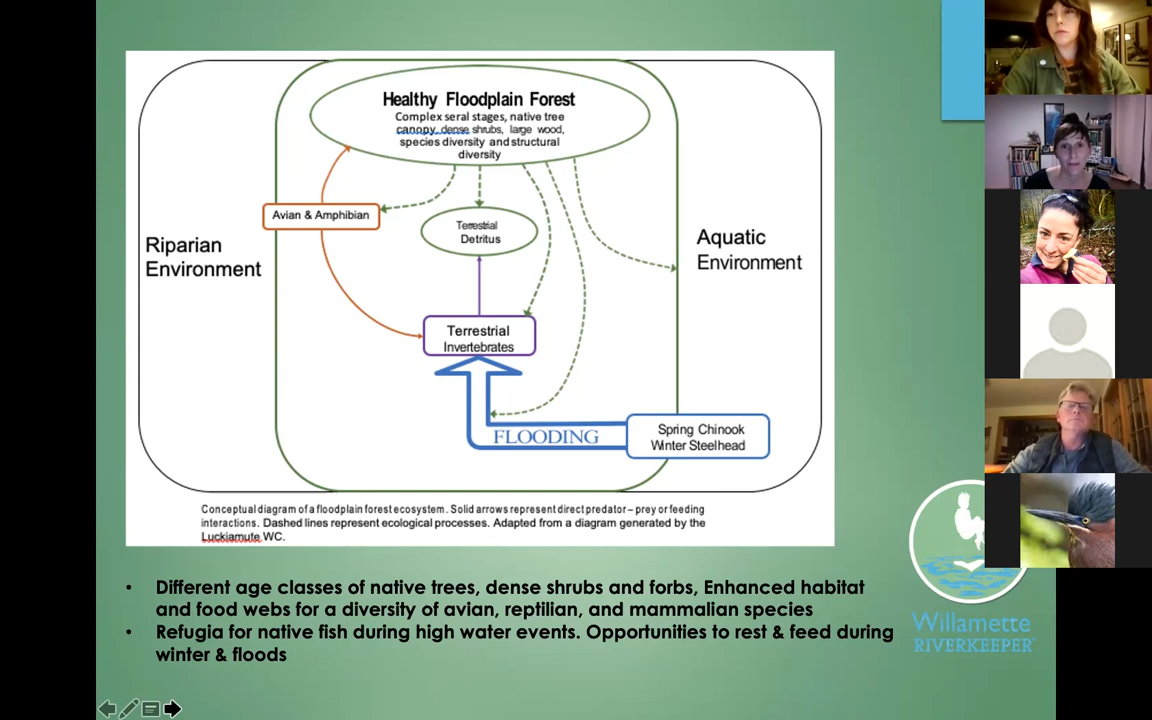 Healthy Floodplain Forest
Complex seral stages, native tree
canopy, dense shrubs, large wood,
species diversity and structural
diversity
Avian & Amphibian
Terrestrial
Detritus
Riparian
Environment
Aquatic
Environment
Terrestrial
Invertebrates
FLOODING
Spring Chinook
Winter Steelhead
Conceptual diagram of a floodplain forest ecosystem. Solid arrows represent direct predator – prey or feeding
interactions. Dashed lines represent ecological processes. Adapted from a diagram generated by the
Luckiamute WC.
• Different age classes of native trees, dense shrubs and forbs, Enhanced habitat
and food webs for a diversity of avian, reptilian, and mammalian species
• Refugia for native fish during high water events. Opportunities to rest & feed during
winter & floods
Willamette
RIVERKEEPER®